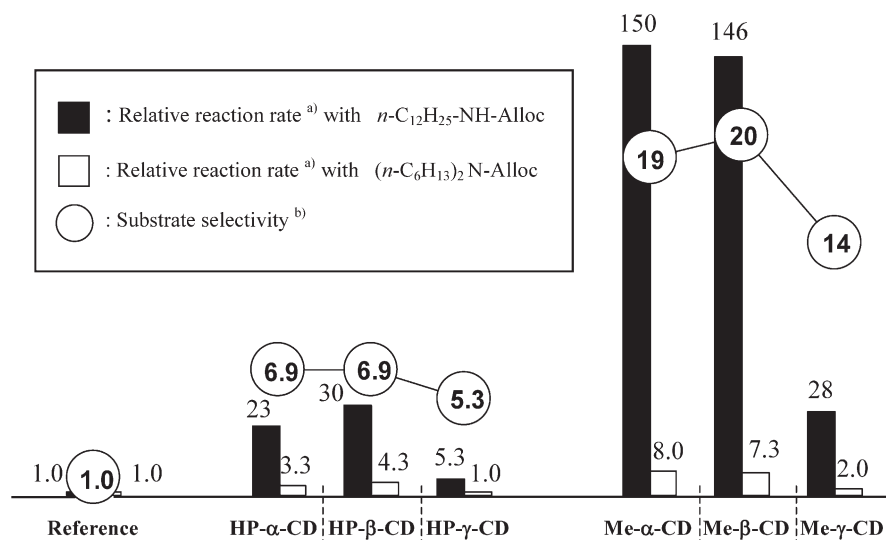 150
146
: Relative reaction rate a) with n-C12H25-NH-Alloc
: Relative reaction rate a) with (n-C6H13)2 N-Alloc
: Substrate selectivity b)
19
20
14
6.9
6.9
5.3
30
23
28
1.0
1.0
1.0
3.3
4.3
5.3
1.0
8.0
7.3
2.0
Reference
HP-α-CD
HP-β-CD
HP-γ-CD
Me-α-CD
Me-β-CD
Me-γ-CD